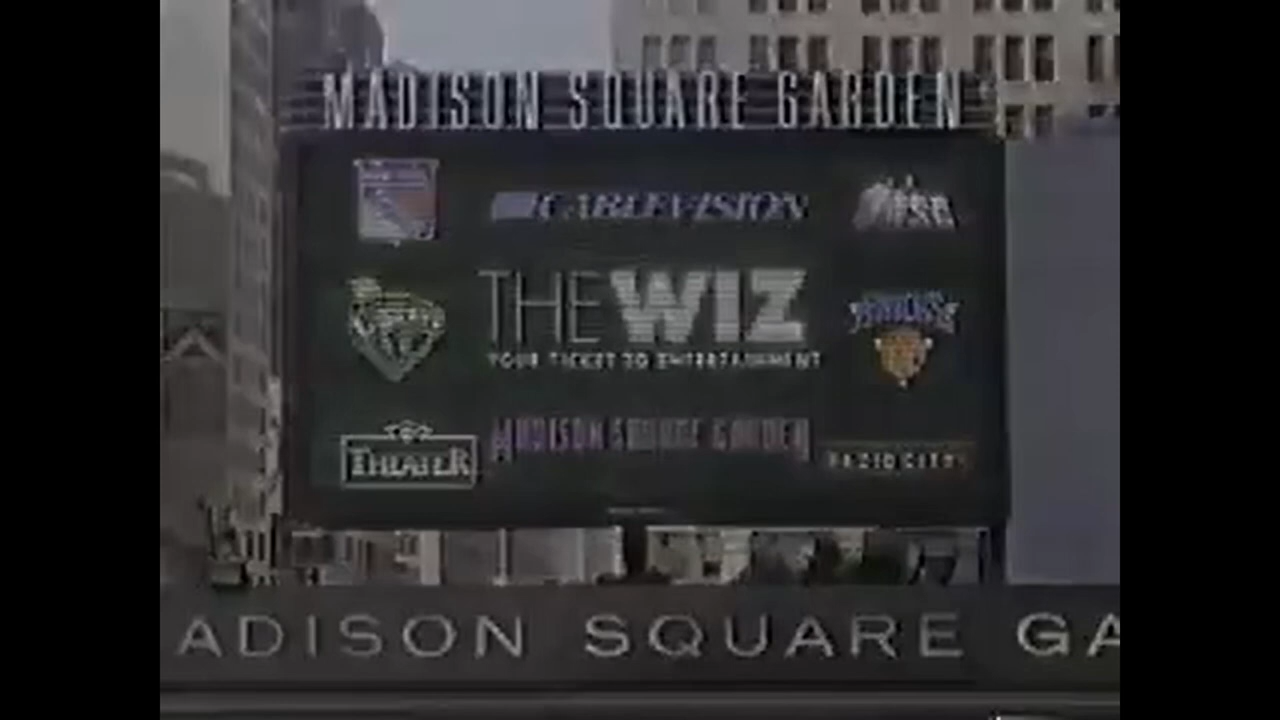 MADISON SQUARE GARDEN
CABLEVISION
THE WIZ
YOUR TICKET TO ENTERTAINMENT
KNICKS
THEATER
MADISON SQUARE GARDEN
RADIO CITY
ADISON SQUARE GA